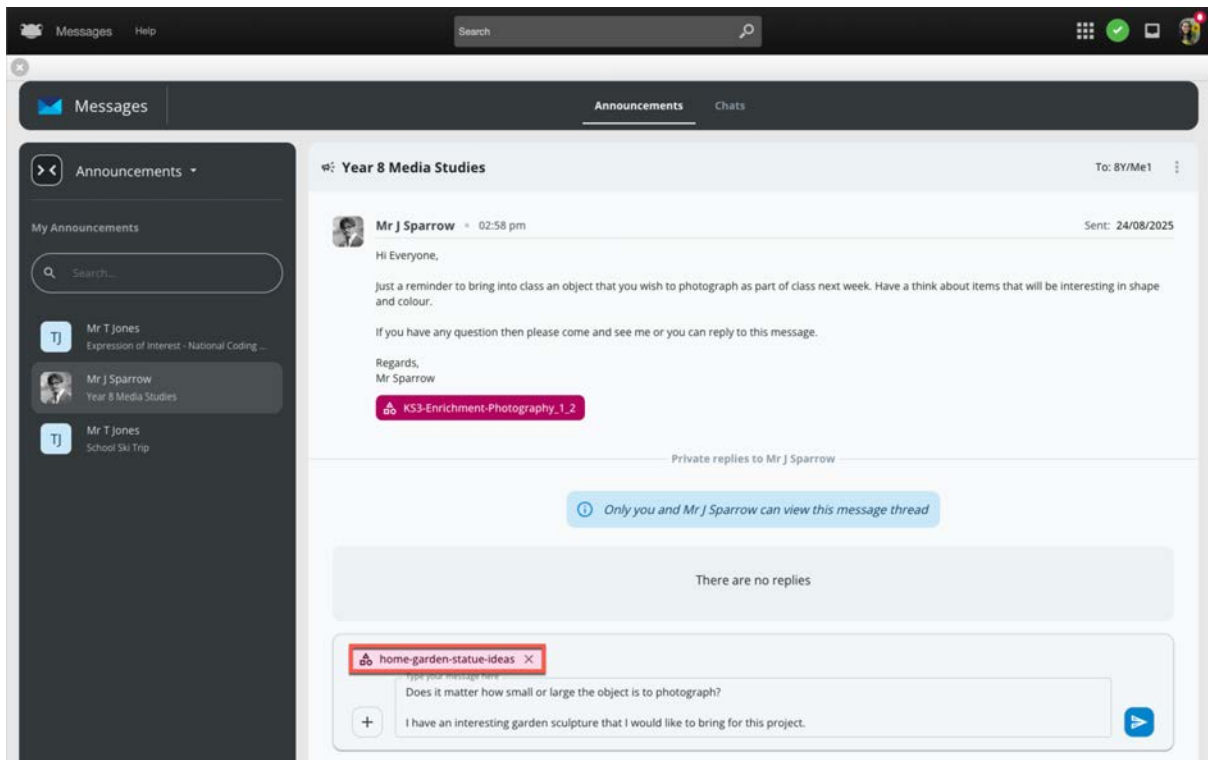 Messages Help Search
Messages Announcements Chats
Announcements
My Announcements
Search...
TJ
Mr T Jones
Expression of Interest - National Coding ...
Mr J Sparrow
Year 8 Media Studies
TJ
Mr T Jones
School Ski Trip
Year 8 Media Studies To: 8Y/Me1
Mr J Sparrow 02:58 pm Sent: 24/08/2025
Hi Everyone,
Just a reminder to bring into class an object that you wish to photograph as part of class next week. Have a think about items that will be interesting in shape
and colour.
If you have any question then please come and see me or you can reply to this message.
Regards,
Mr Sparrow
KS3-Enrichment-Photography_1_2
Private replies to Mr J Sparrow
Only you and Mr J Sparrow can view this message thread
There are no replies
home-garden-statue-ideas
Type your message here
Does it matter how small or large the object is to photograph?
I have an interesting garden sculpture that I would like to bring for this project.